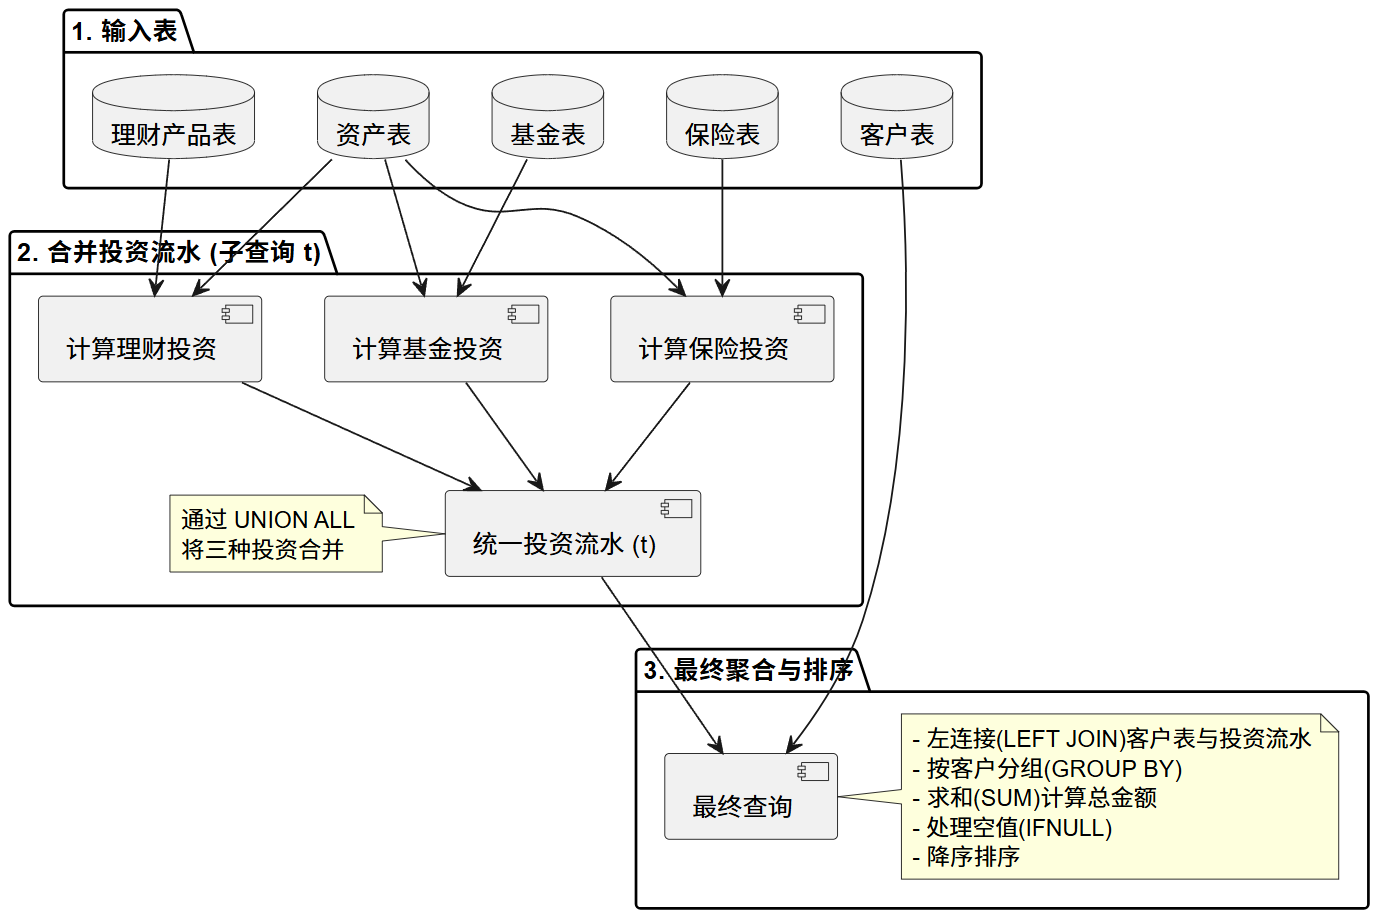 1. 输入表
理财产品表
资产表
基金表
保险表
客户表
2. 合并投资流水 (子查询 t)
计算理财投资
计算基金投资
计算保险投资
通过 UNION ALL
将三种投资合并
统一投资流水 (t)
3. 最终聚合与排序
最终查询
- 左连接(LEFT JOIN)客户表与投资流水
- 按客户分组(GROUP BY)
- 求和(SUM)计算总金额
- 处理空值(IFNULL)
- 降序排序